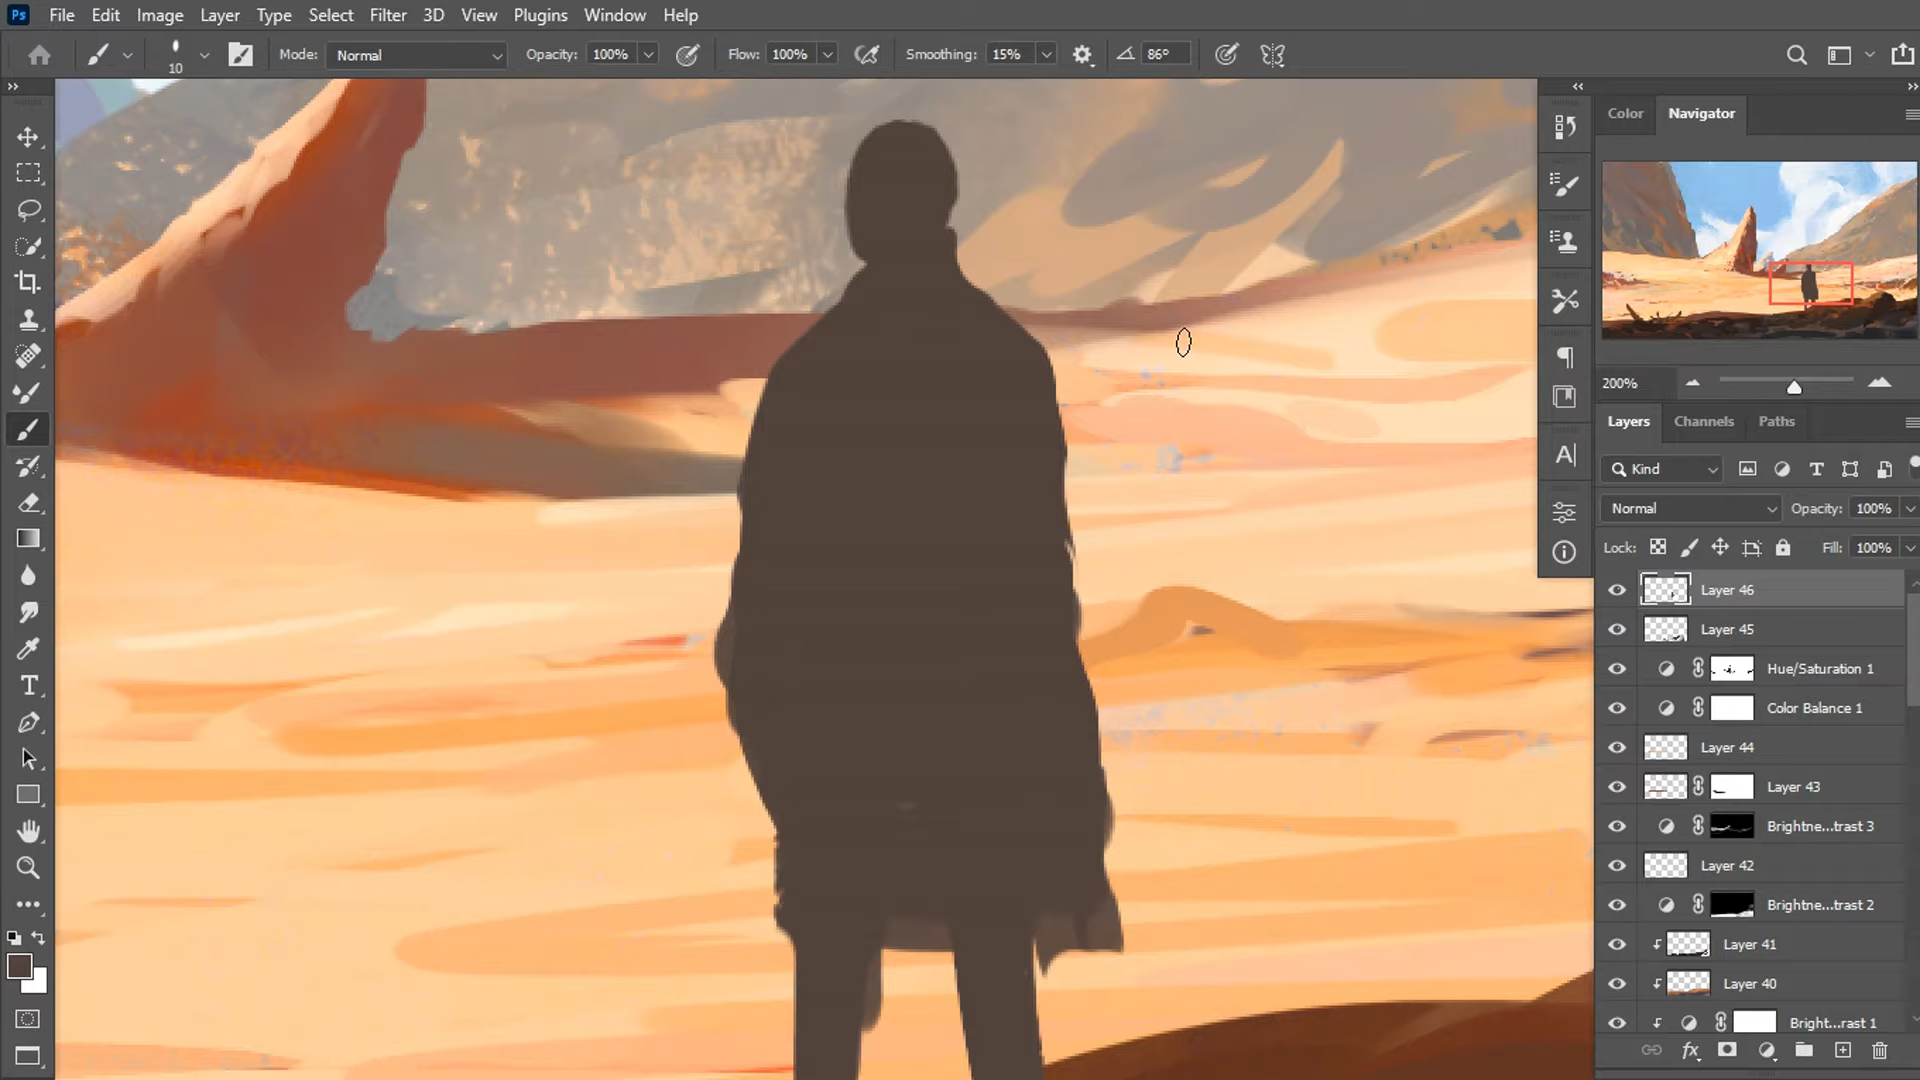 Ps File Edit Image Layer Type Select Filter 3D View Plugins Window Help
10 Mode: Normal Opacity: 100% Flow: 100% Smoothing: 15% 86°
Color Navigator
200%
Layers Channels Paths
Kind
Normal Opacity: 100%
Lock: Fill: 100%
Layer 46
Layer 45
Hue/Saturation 1
Color Balance 1
Layer 44
Layer 43
Brightne...trast 3
Layer 42
Brightne...trast 2
Layer 41
Layer 40
Bright...rast 1